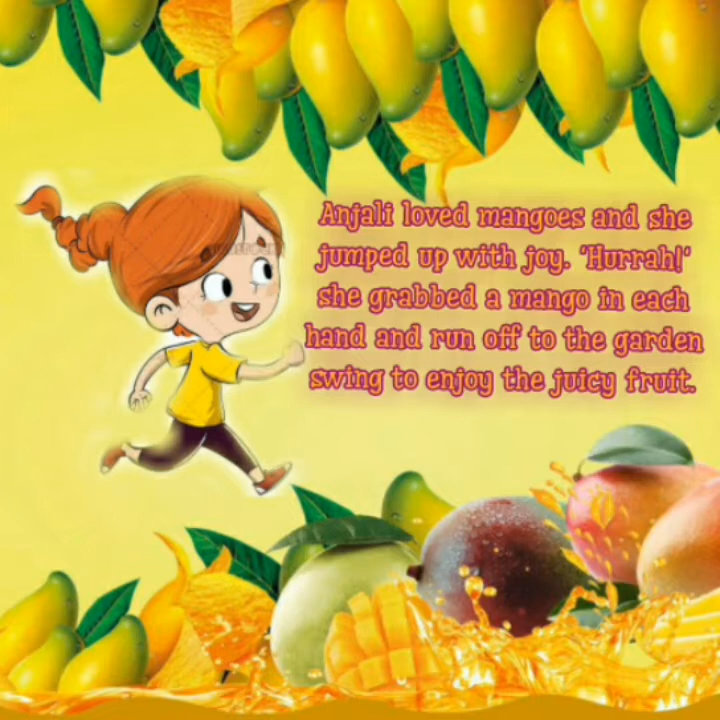 Anjali loved mangoes and she
jumped up with joy. 'Hurrah!'
she grabbed a mango in each
hand and run off to the garden
swing to enjoy the juicy fruit.